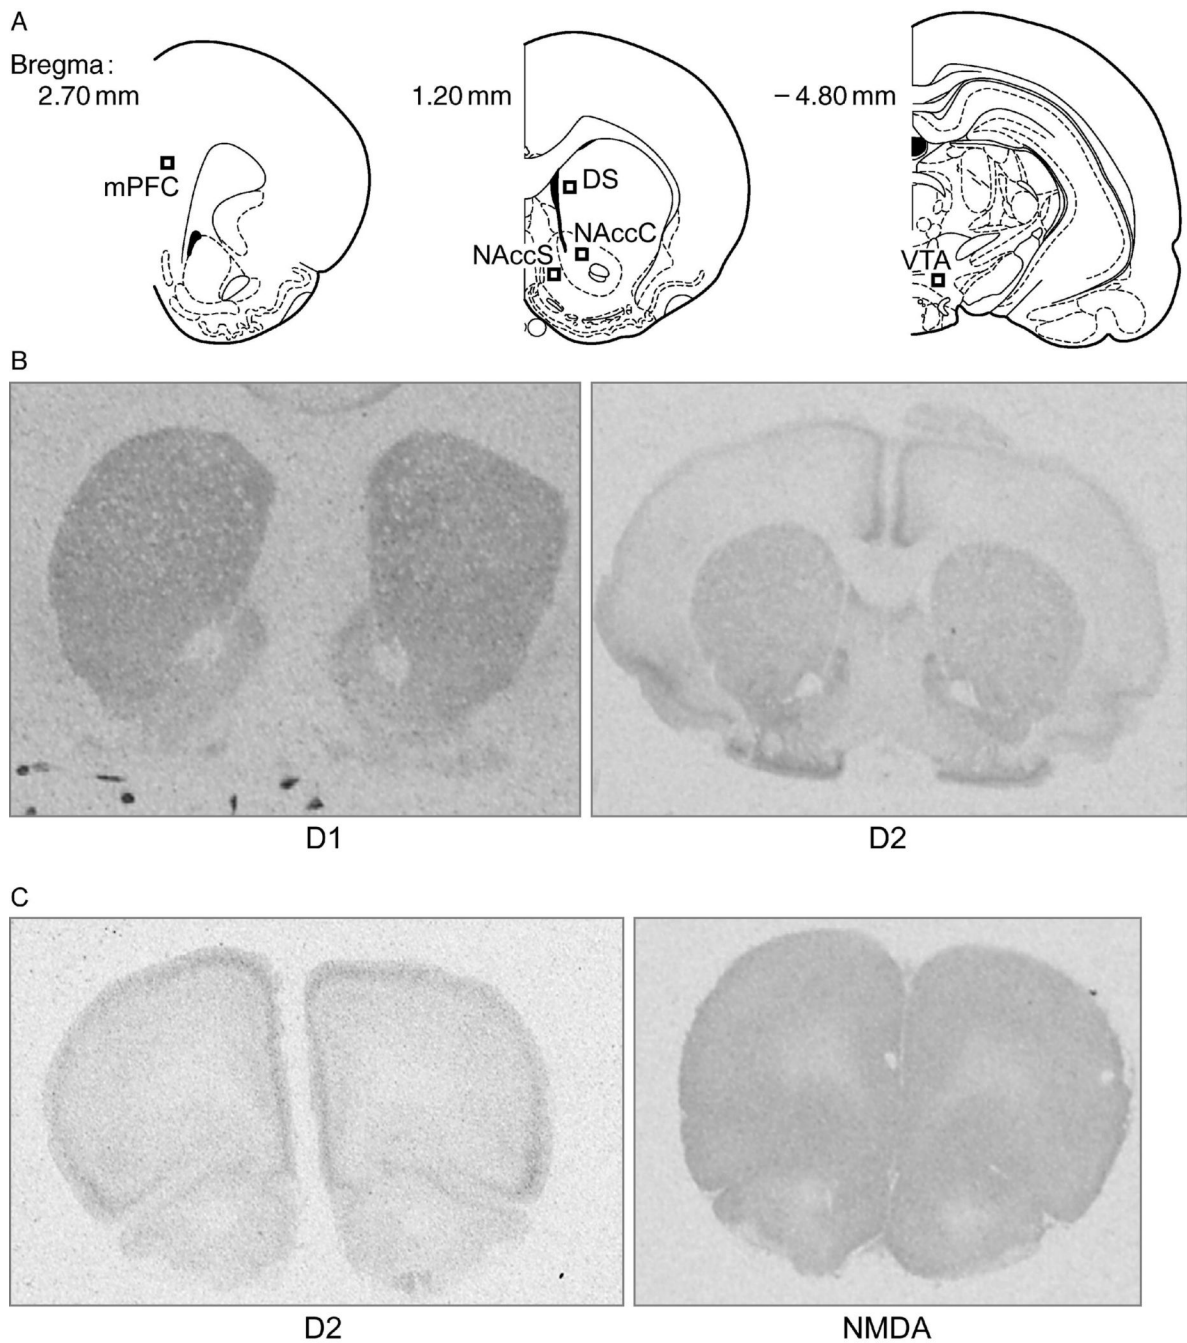 A
Bregma:
2.70 mm
1.20 mm
– 4.80 mm
mPFC
DS
NAccC
NAccS
VTA
B
D1
D2
C
D2
NMDA